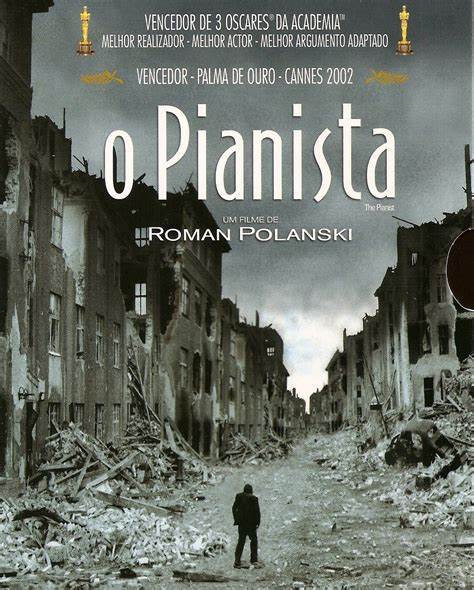 VENCEDOR DE 3 OSCARES® DA ACADEMIA™
MELHOR REALIZADOR - MELHOR ACTOR - MELHOR ARGUMENTO ADAPTADO
VENCEDOR - PALMA DE OURO - CANNES 2002
o Pianista
The Pianist
UM FILME DE
ROMAN POLANSKI